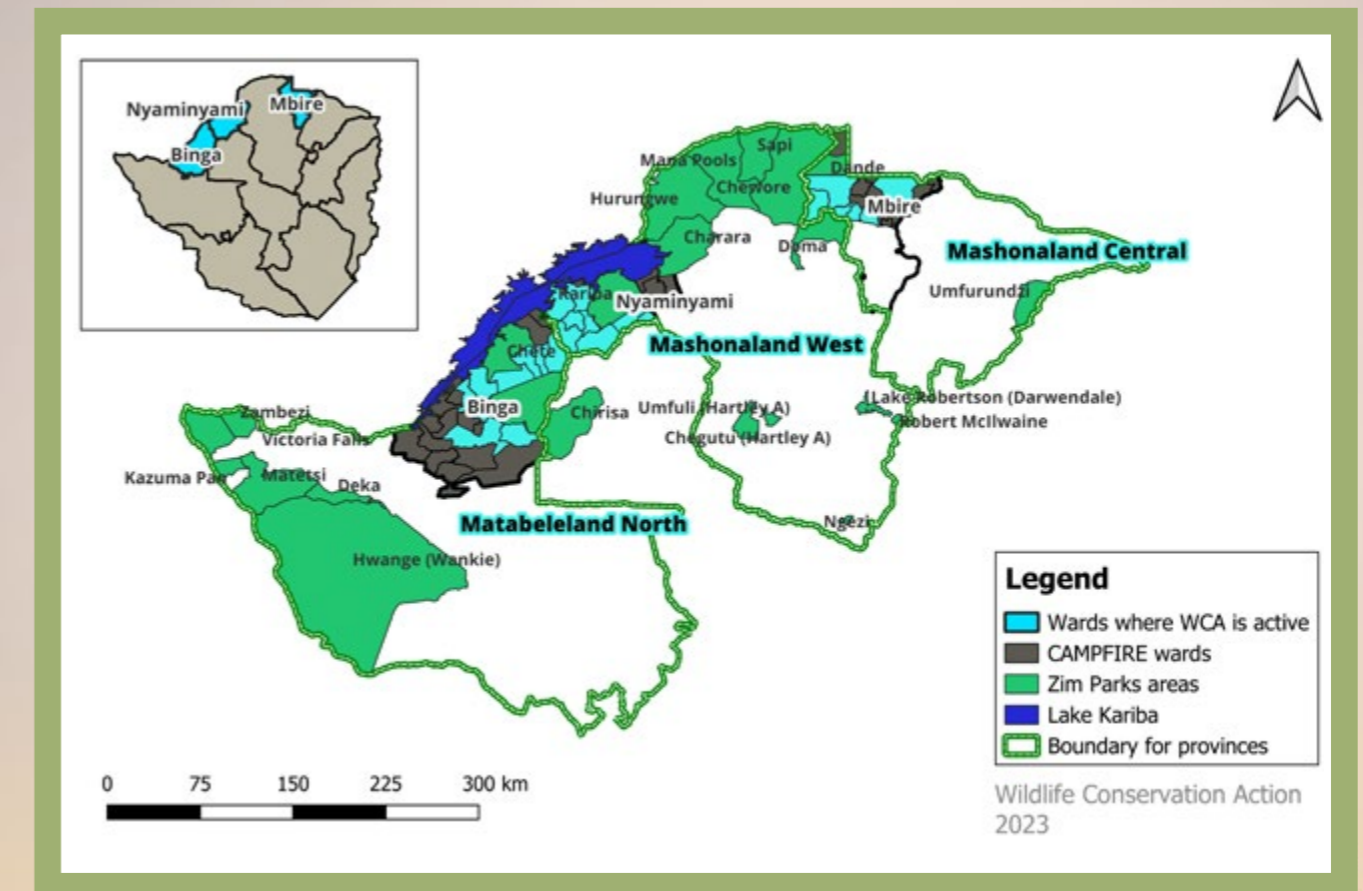 Nyaminyami
Mbire
Binga
Sapi
Mana Pools
Dande
Chewore
Hurungwe
Mbire
Charara
Doma
Mashonaland Central
Umfurundzi
Kariba
Nyaminyami
Mashonaland West
Chete
(Lake Robertson (Darwendale)
Binga
Chirisa
Umfuli (Hartley A)
Zambezi
Robert McIlwaine
Victoria Falls
Chegutu (Hartley A)
Kazuma Pan
Matetsi
Deka
Matabeleland North
Ngezi
Hwange (Wankie)
Legend
Wards where WCA is active
CAMPFIRE wards
Zim Parks areas
Lake Kariba
Boundary for provinces
0 75 150 225 300 km
Wildlife Conservation Action
2023